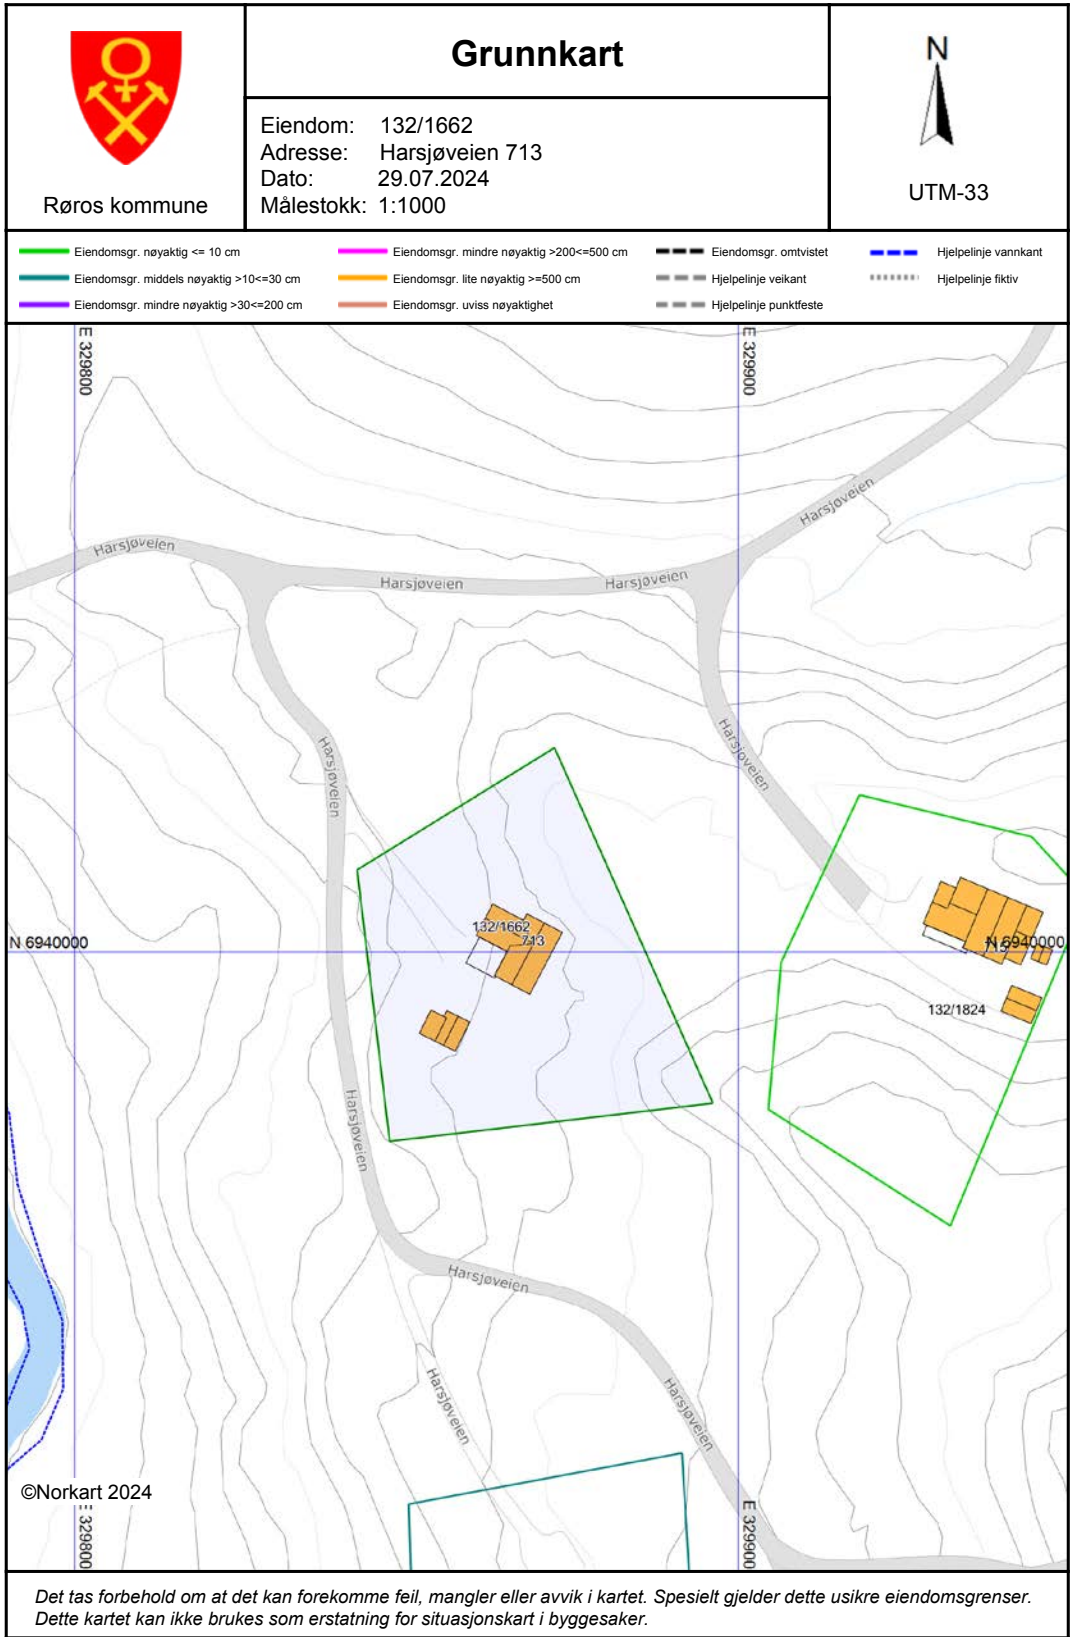 Røros kommune
Grunnkart
Eiendom: 132/1662
Adresse: Harsjøveien 713
Dato: 29.07.2024
Målestokk: 1:1000
N
UTM-33
Eiendomsgr. nøyaktig <= 10 cm
Eiendomsgr. middels nøyaktig >10<=30 cm
Eiendomsgr. mindre nøyaktig >30<=200 cm
Eiendomsgr. mindre nøyaktig >200<=500 cm
Eiendomsgr. lite nøyaktig >=500 cm
Eiendomsgr. uviss nøyaktighet
Eiendomsgr. omtvistet
Hjelpelinje veikant
Hjelpelinje punktfeste
Hjelpelinje vannkant
Hjelpelinje fiktiv
E 329800
E 329900
Harsjøveien
Harsjøveien
Harsjøveien
Harsjøveien
Harsjøveien
Harsjøveien
132/1662
713
N 6940000
N 6940000
132/1824
Harsjøveien
Harsjøveien
Harsjøveien
Harsjøveien
©Norkart 2024
E 329800
E 329900
Det tas forbehold om at det kan forekomme feil, mangler eller avvik i kartet. Spesielt gjelder dette usikre eiendomsgrenser.
Dette kartet kan ikke brukes som erstatning for situasjonskart i byggesaker.